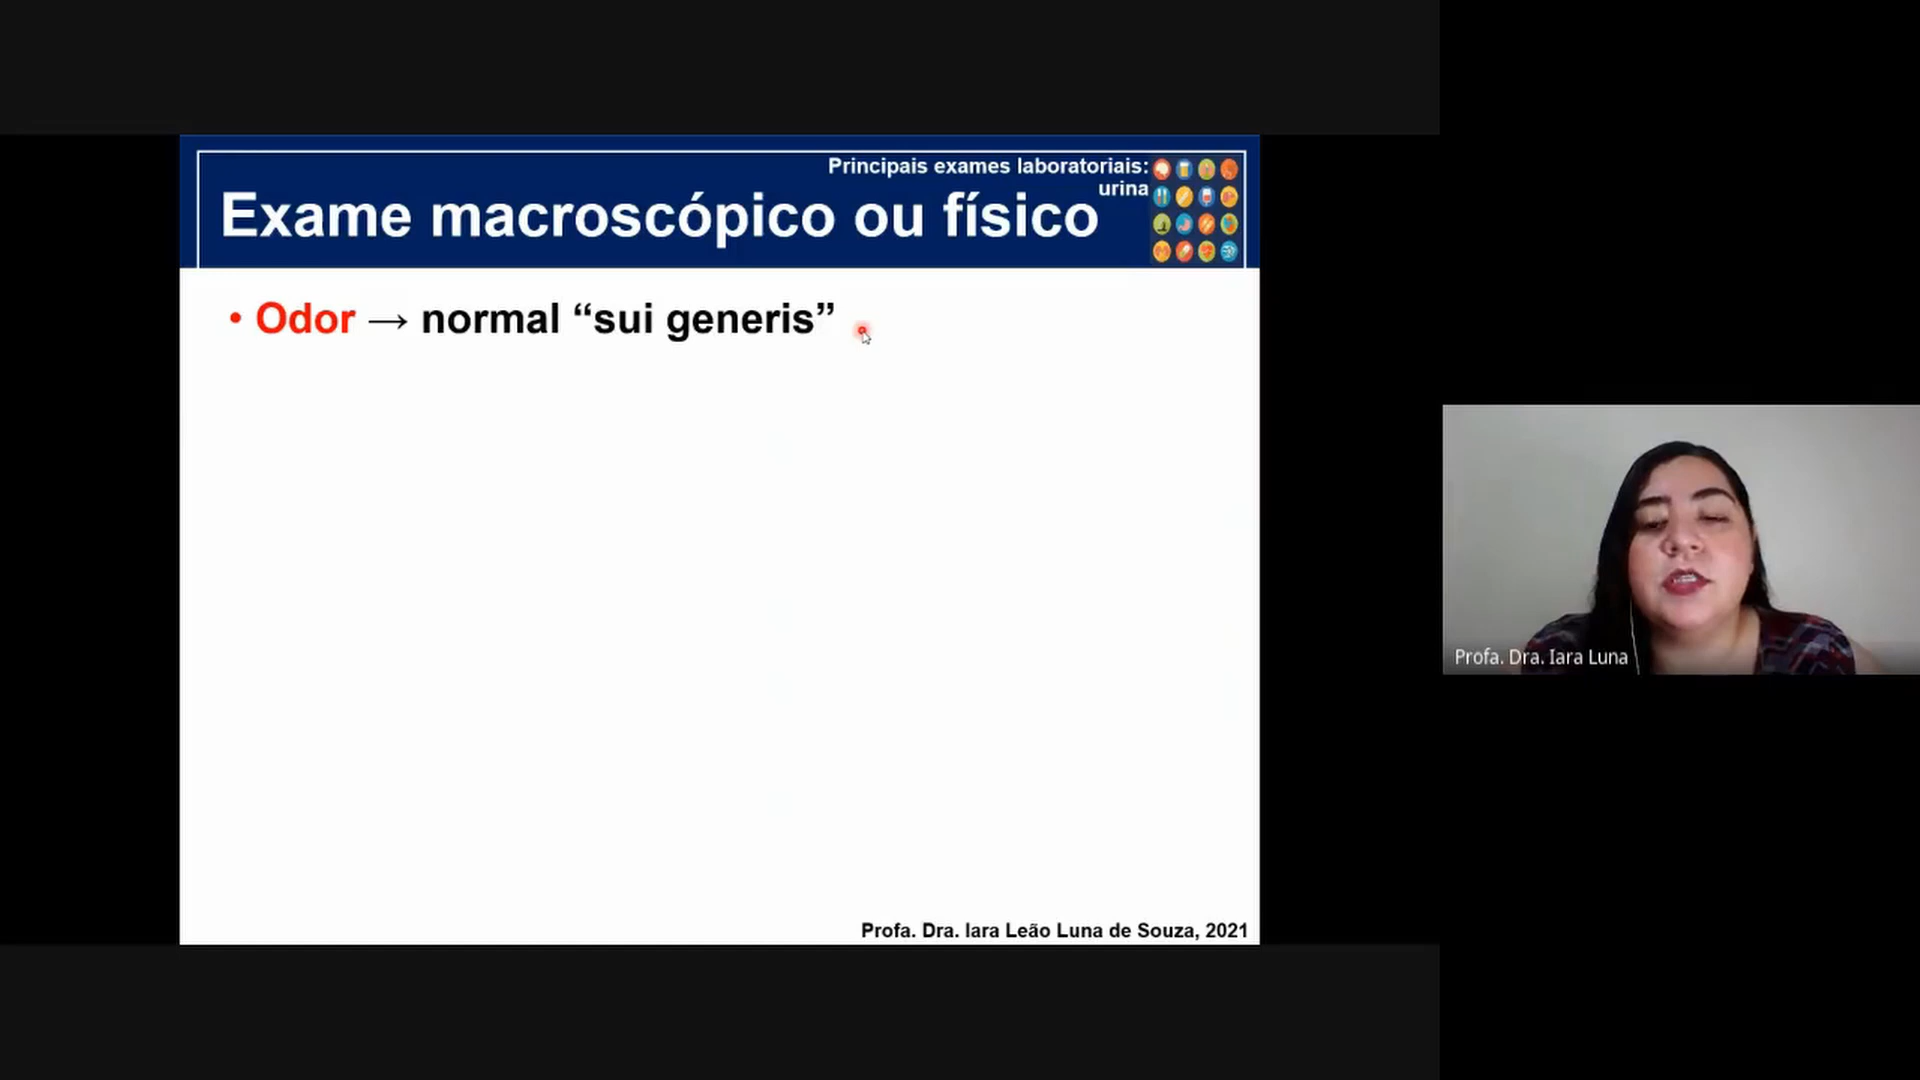 Principais exames laboratoriais:
urina
Exame macroscópico ou físico
• Odor → normal “sui generis”
Profa. Dra. Iara Luna
Profa. Dra. Iara Leão Luna de Souza, 2021